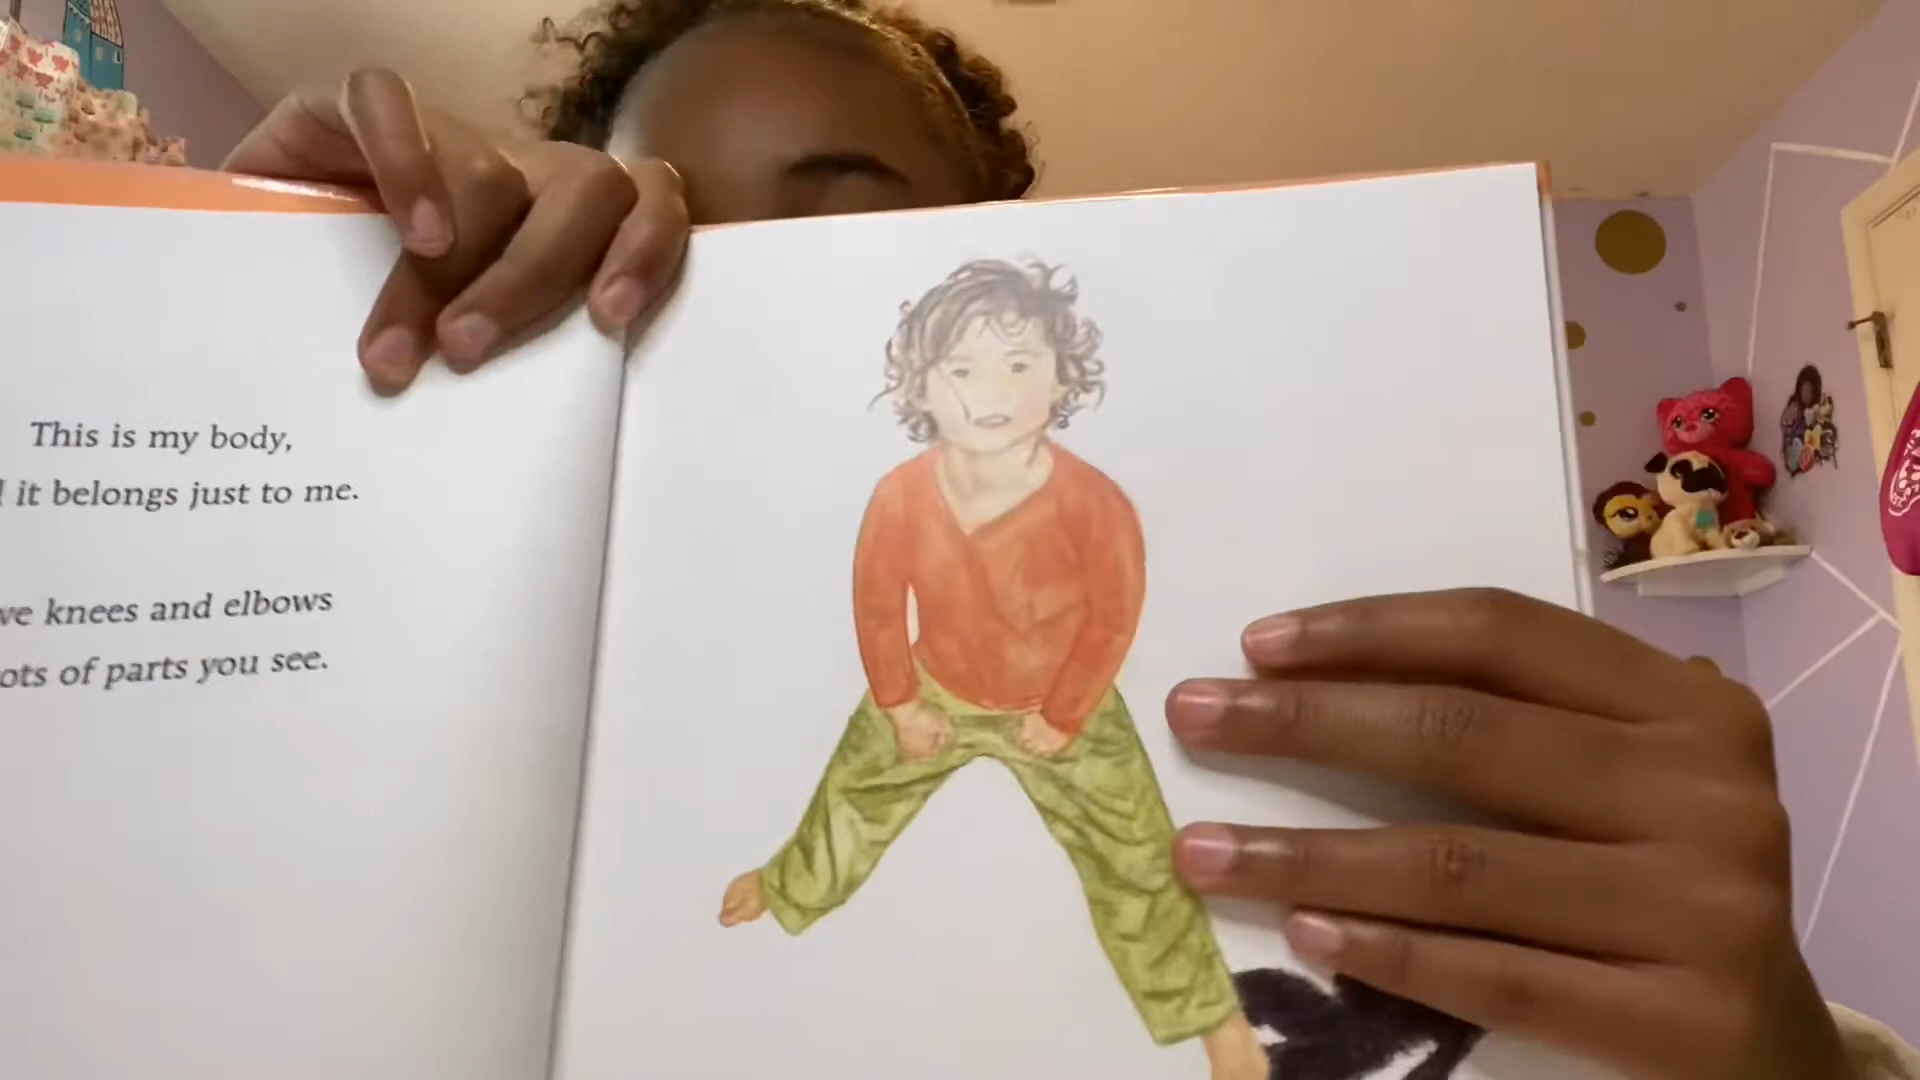 This is my body,
it belongs just to me.
knees and elbows
of parts you see.